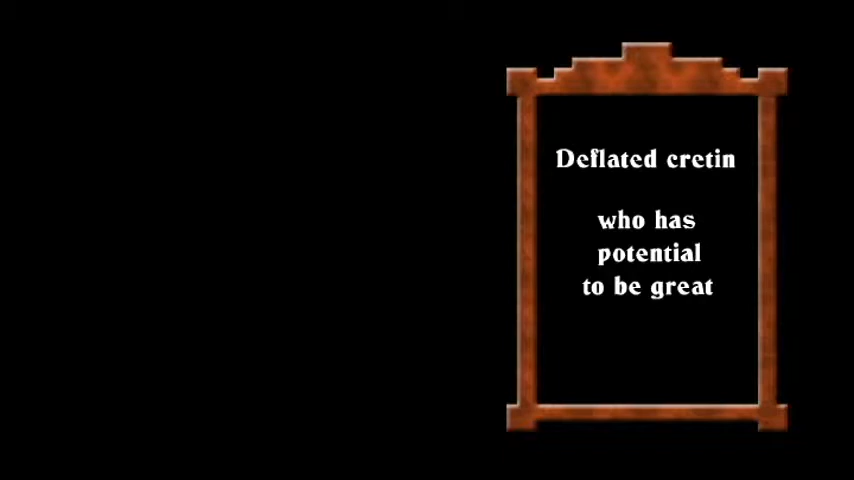 Deflated cretin
who has
potential
to be great